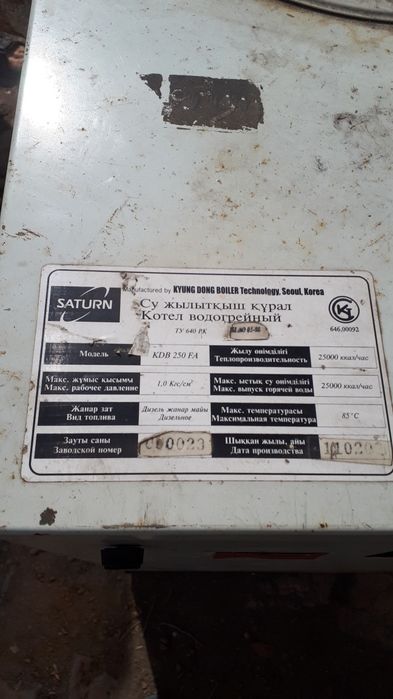 Manufactured by KYUNG DONG BOILER Technology, Seoul, Korea
SATURN
Су жылытқыш құрал
Котел водогрейный
ТУ 640 РК
646.00092
Модель
KDB 250 FA
Жылу өнімділігі
Теплопроизводительность
25000 ккал/час
Макс. жұмыс қысымы
Макс. рабочее давление
1,0 Кгс/см²
Макс. ыстық су өнімділігі
Макс. выпуск горячей воды
25000 ккал/час
Жанар зат
Вид топлива
Дизель жанар майы
Дизельное
Макс. температурасы
Максимальная температура
85°С
Зауты саны
Заводской номер
Шыққан жылы, айы
Дата производства